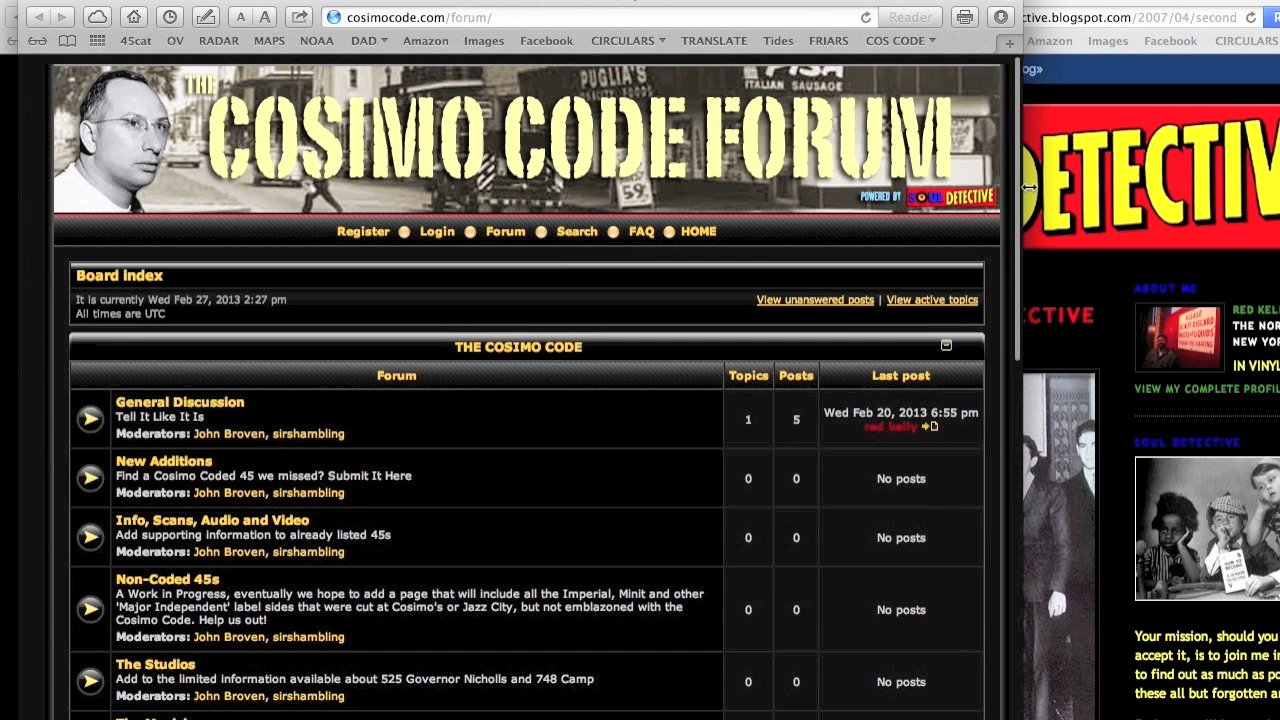 A A cosimocode.com/forum/ Reader
45cat OV RADAR MAPS NOAA DAD Amazon Images Facebook CIRCULARS TRANSLATE Tides FRIARS COS CODE
ctive.blogspot.com/2007/04/second
Amazon Images Facebook CIRCULARS
og»
PUGLIA'S
ITALIAN SAUSAGE
59¢
THE
COSIMO CODE FORUM
POWERED BY SOUL DETECTIVE
Register Login Forum Search FAQ HOME
Board index
It is currently Wed Feb 27, 2013 2:27 pm
All times are UTC
View unanswered posts | View active topics
THE COSIMO CODE
Forum Topics Posts Last post
General Discussion
Tell It Like It Is
Moderators: John Broven, sirshambling
1 5 Wed Feb 20, 2013 6:55 pm
red kelly
New Additions
Find a Cosimo Coded 45 we missed? Submit It Here
Moderators: John Broven, sirshambling
0 0 No posts
Info, Scans, Audio and Video
Add supporting information to already listed 45s
Moderators: John Broven, sirshambling
0 0 No posts
Non-Coded 45s
A Work in Progress, eventually we hope to add a page that will include all the Imperial, Minit and other
'Major Independent' label sides that were cut at Cosimo's or Jazz City, but not emblazoned with the
Cosimo Code. Help us out!
Moderators: John Broven, sirshambling
0 0 No posts
The Studios
Add to the limited information available about 525 Governor Nicholls and 748 Camp
Moderators: John Broven, sirshambling
0 0 No posts
DETECTIV
ECTIVE
ABOUT ME
RED KEL
THE NOR
NEW YOR
IN VINYL
VIEW MY COMPLETE PROFIL
SOUL DETECTIVE
Your mission, should you
accept it, is to join me in
to find out as much as po
these all but forgotten ar